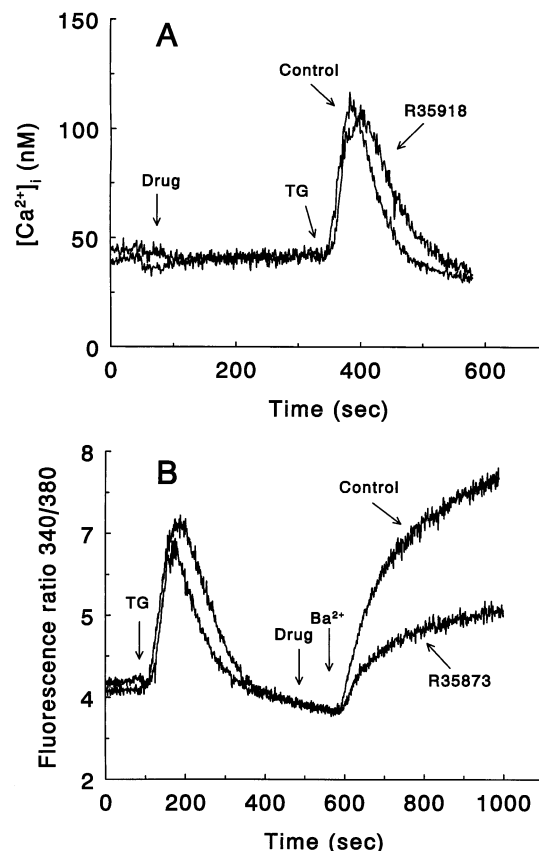 A
150
100
50
0
[Ca²⁺]ᵢ (nM)
Control
R35918
Drug
TG
0 200 400 600
Time (sec)
B
8
7
5
4
2
Fluorescence ratio 340/380
Control
TG
Drug
Ba²⁺
R35873
0 200 400 600 800 1000
Time (sec)